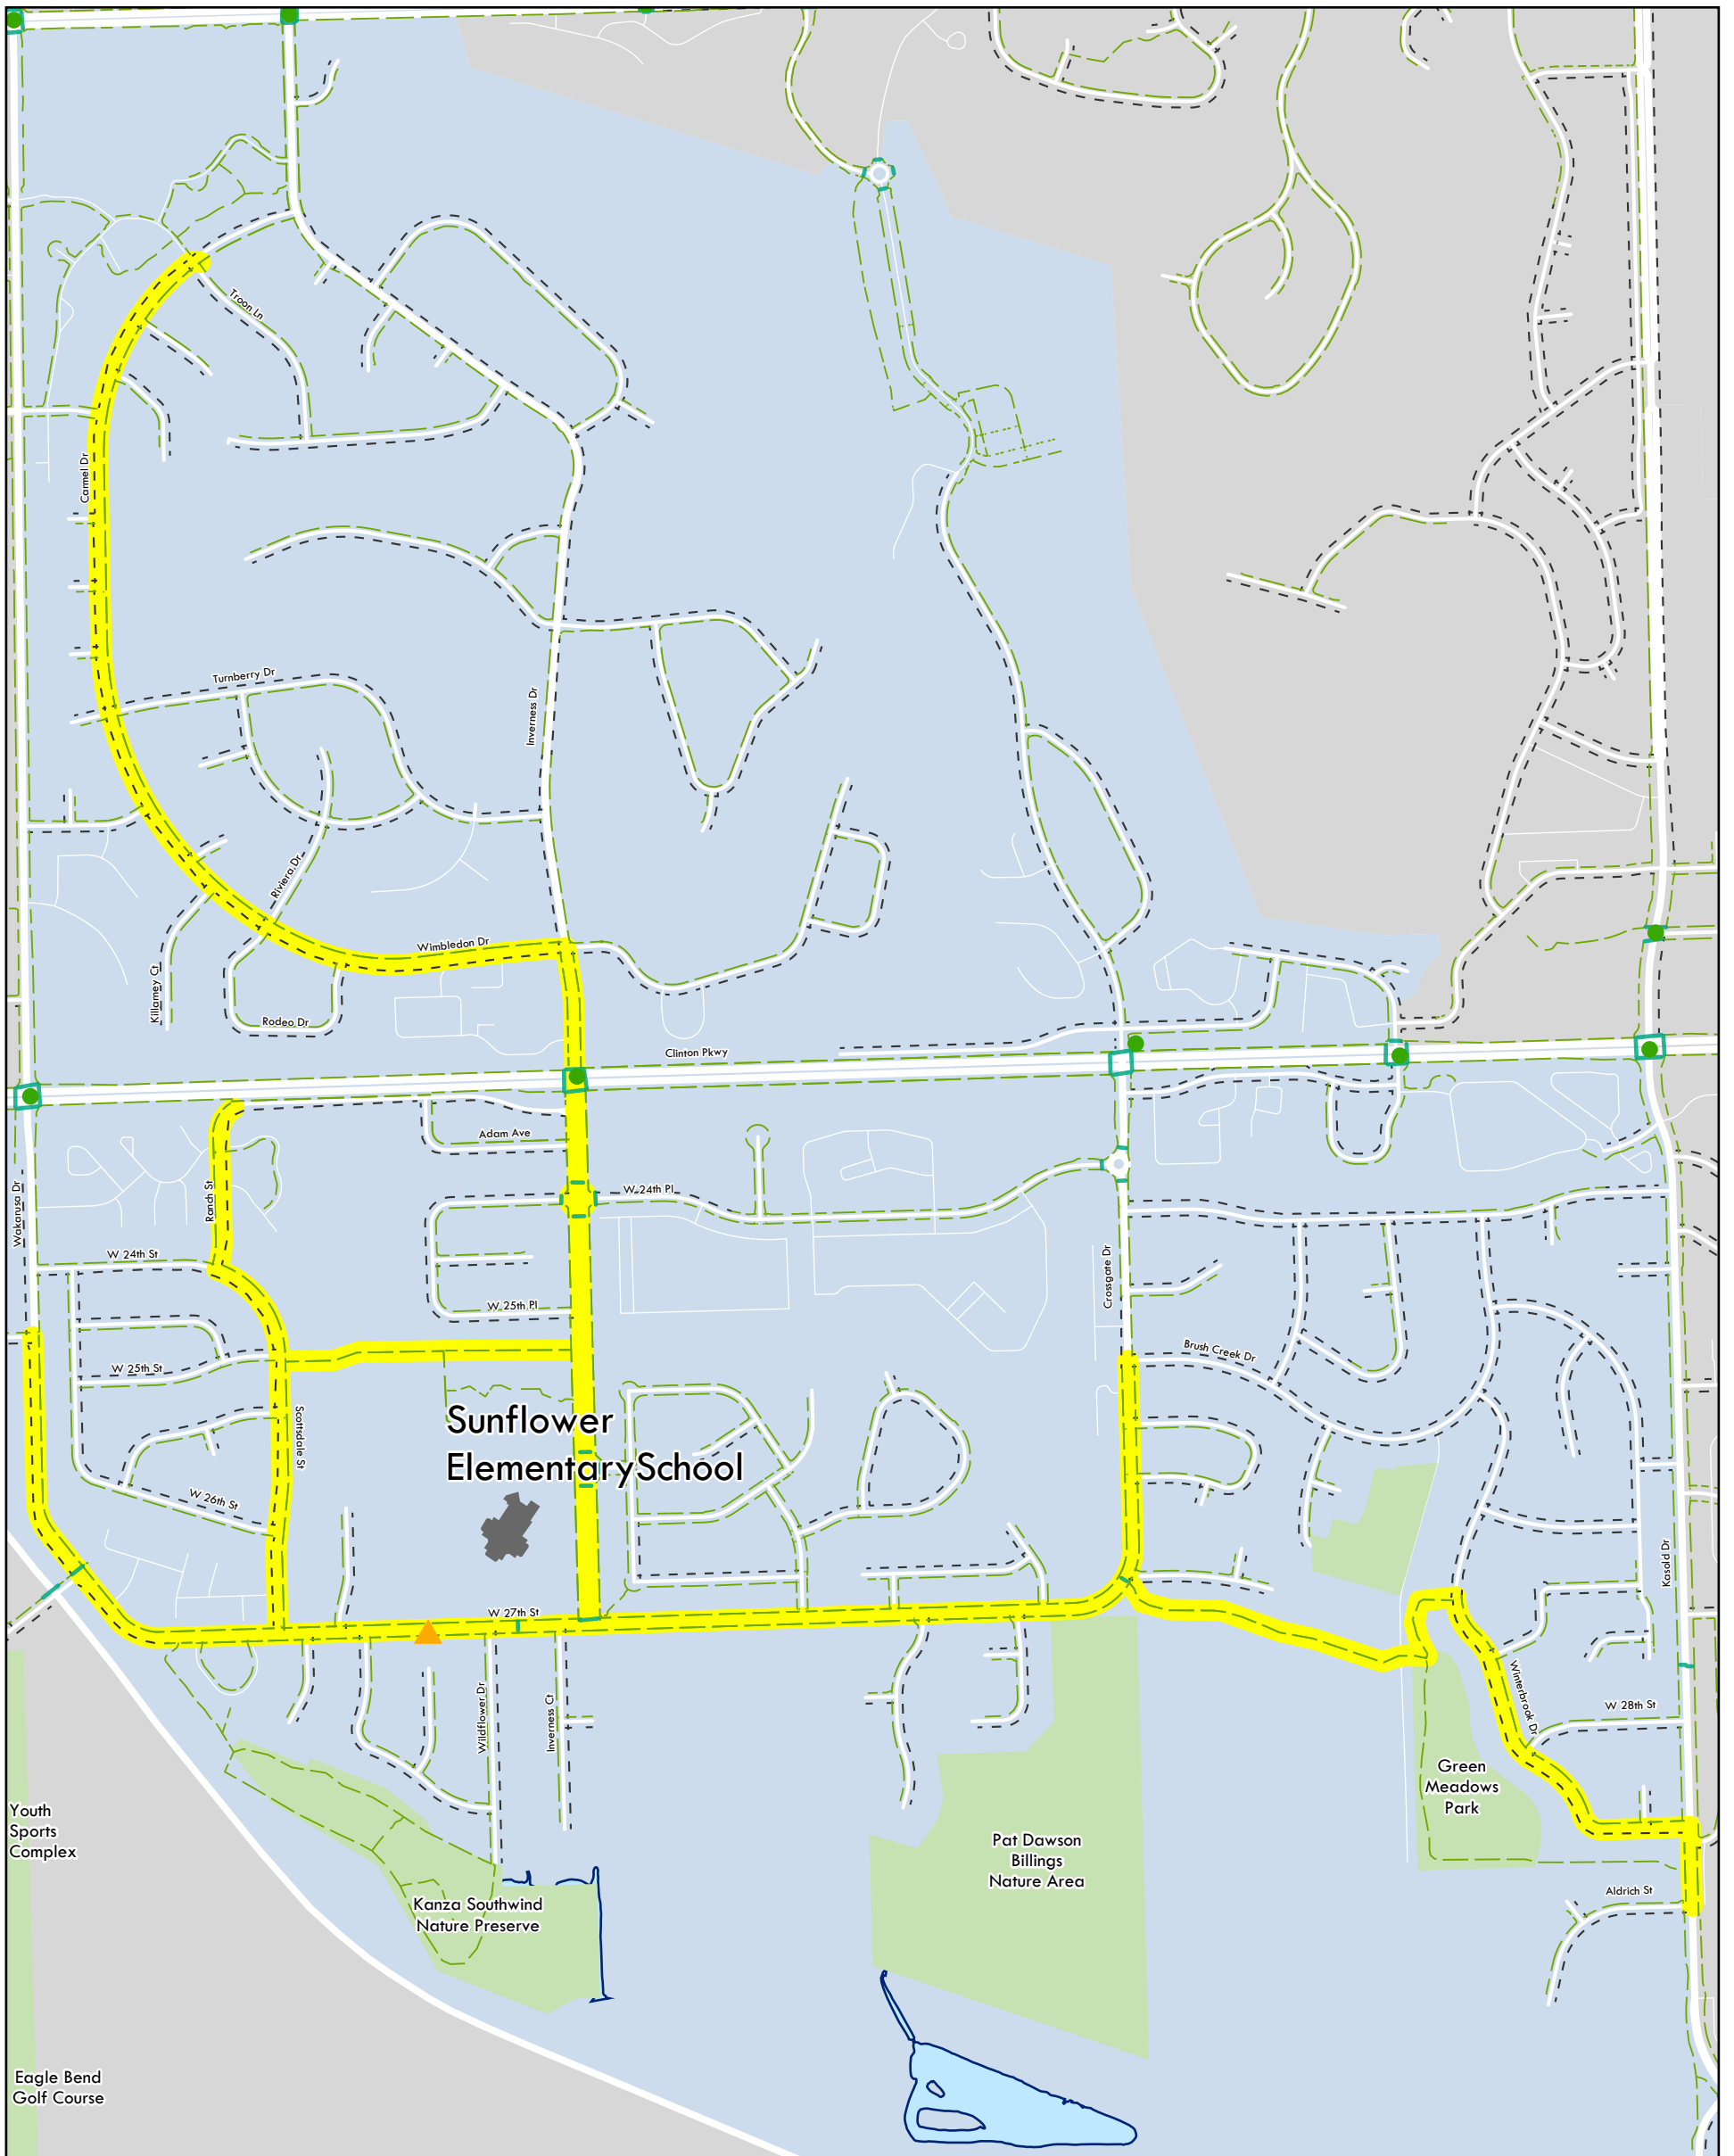 Troon Ln
Carmel Dr
Turnberry Dr
Inverness Dr
Riviera Dr
Wimbledon Dr
Killarney Ct
Rodeo Dr
Clinton Pkwy
Adam Ave
Wakarusa Dr
Ranch St
W 24th Pl
W 24th St
Crossgate Dr
W 25th Pl
Brush Creek Dr
W 25th St
Scottsdale St
Sunflower
ElementarySchool
W 26th St
Kasold Dr
W 27th St
Wildflower Dr
Inverness Ct
Winterbrook Dr
W 28th St
Green
Meadows
Park
Youth
Sports
Complex
Pat Dawson
Billings
Nature Area
Kanza Southwind
Nature Preserve
Aldrich St
Eagle Bend
Golf Course